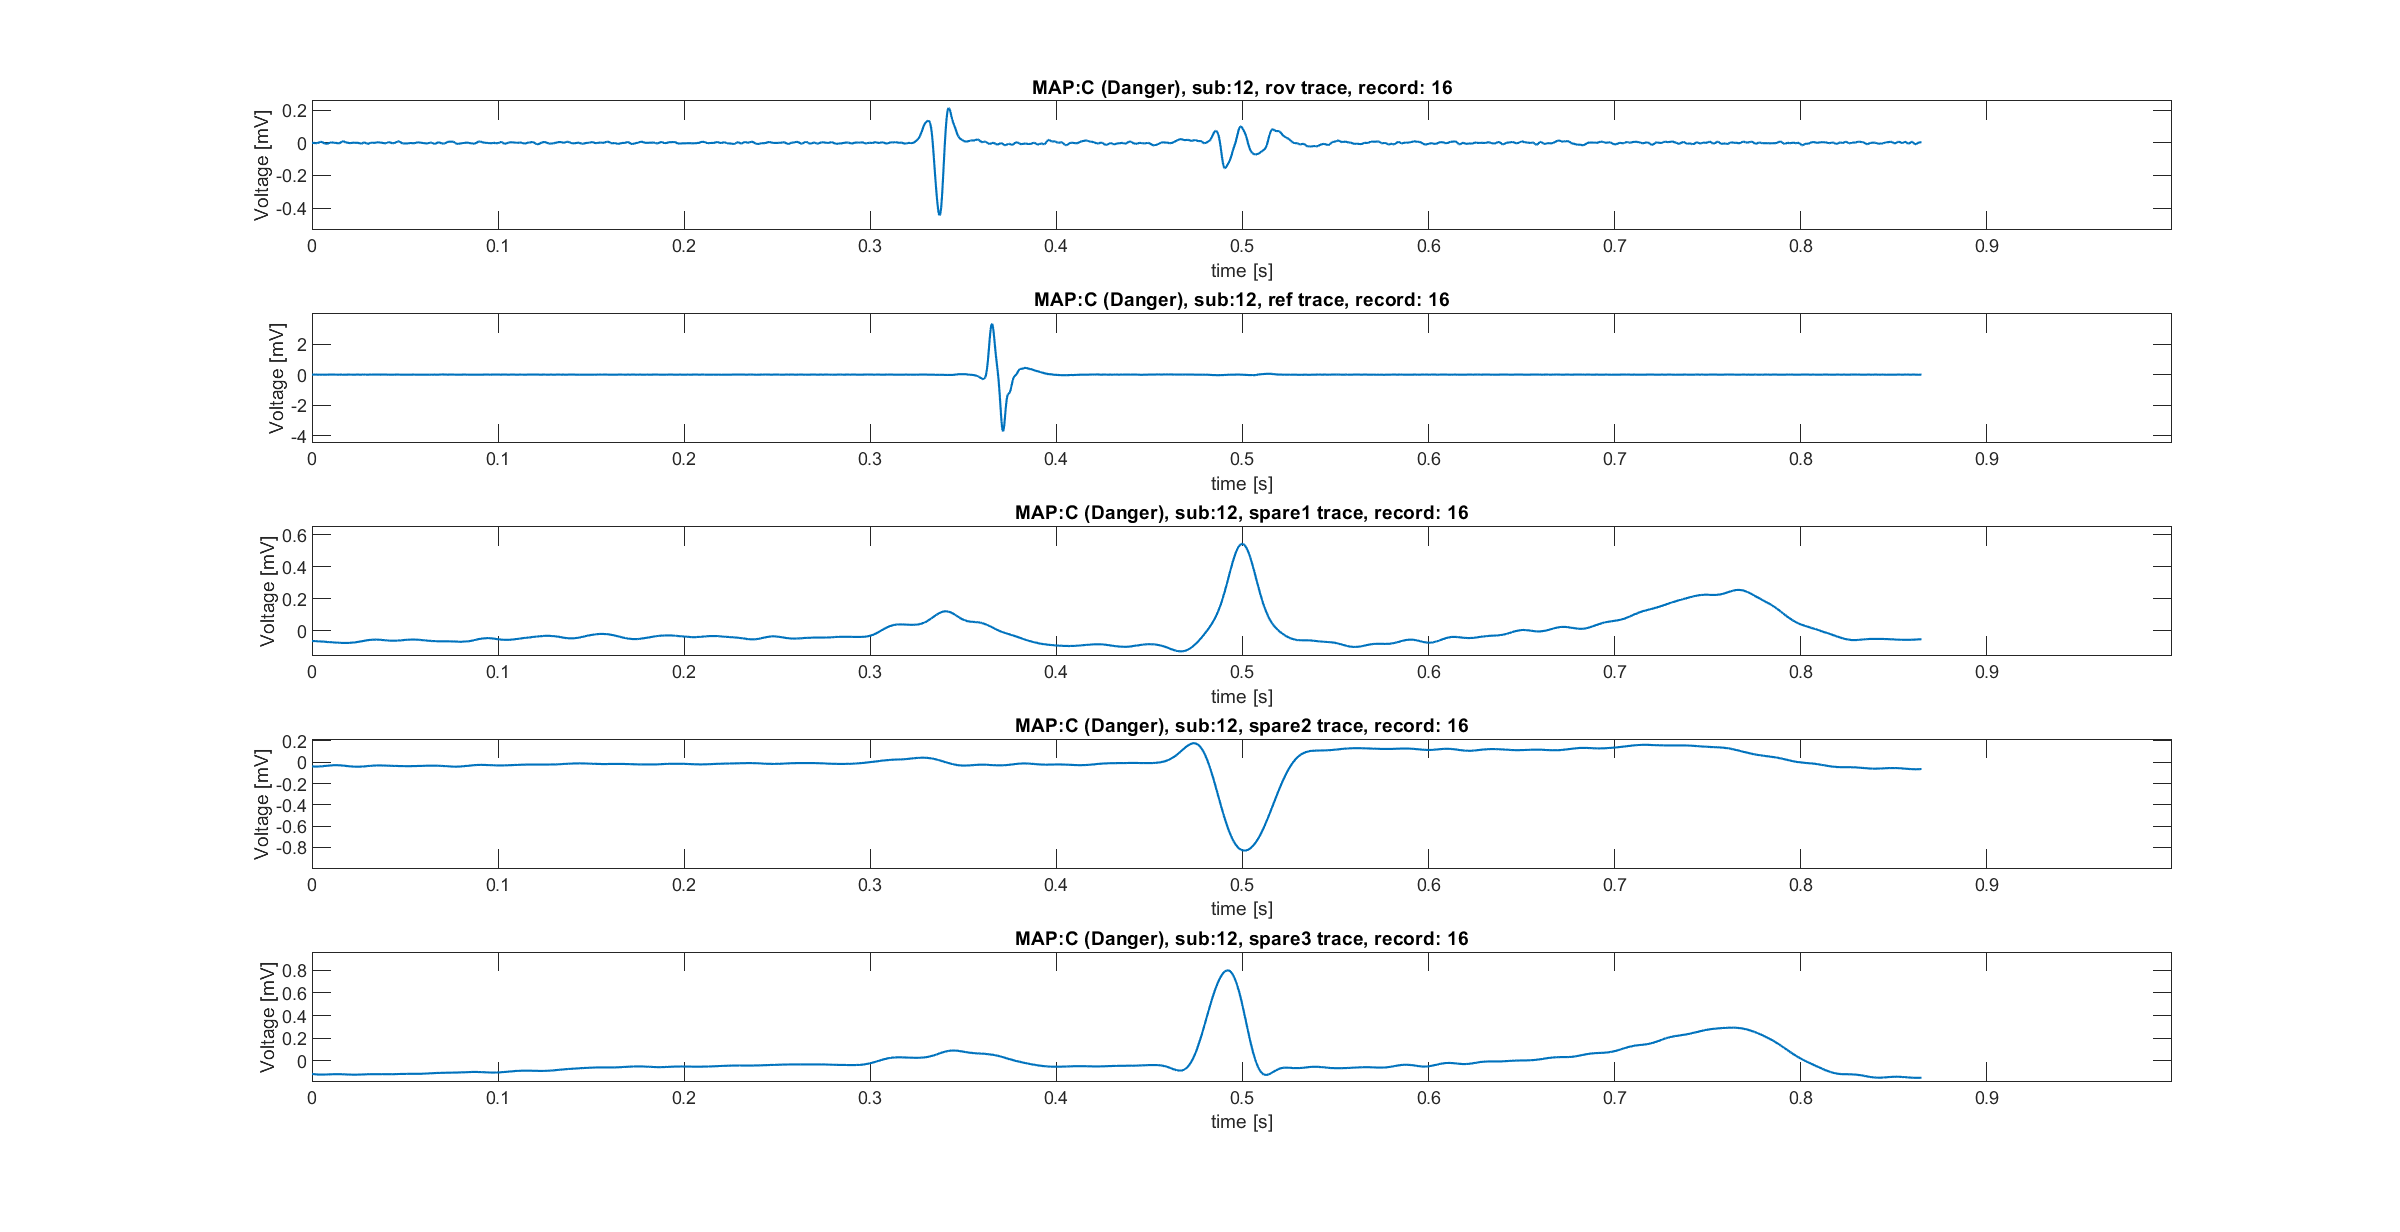 MAP:C (Danger), sub:12, rov trace, record: 16
Voltage [mV]
0.2
0
-0.2
-0.4
0 0.1 0.2 0.3 0.4 0.5 0.6 0.7 0.8 0.9
time [s]
MAP:C (Danger), sub:12, ref trace, record: 16
Voltage [mV]
2
0
-2
-4
0 0.1 0.2 0.3 0.4 0.5 0.6 0.7 0.8 0.9
time [s]
MAP:C (Danger), sub:12, spare1 trace, record: 16
Voltage [mV]
0.6
0.4
0.2
0
0 0.1 0.2 0.3 0.4 0.5 0.6 0.7 0.8 0.9
time [s]
MAP:C (Danger), sub:12, spare2 trace, record: 16
Voltage [mV]
0.2
0
-0.2
-0.4
-0.6
-0.8
0 0.1 0.2 0.3 0.4 0.5 0.6 0.7 0.8 0.9
time [s]
MAP:C (Danger), sub:12, spare3 trace, record: 16
Voltage [mV]
0.8
0.6
0.4
0.2
0
0 0.1 0.2 0.3 0.4 0.5 0.6 0.7 0.8 0.9
time [s]